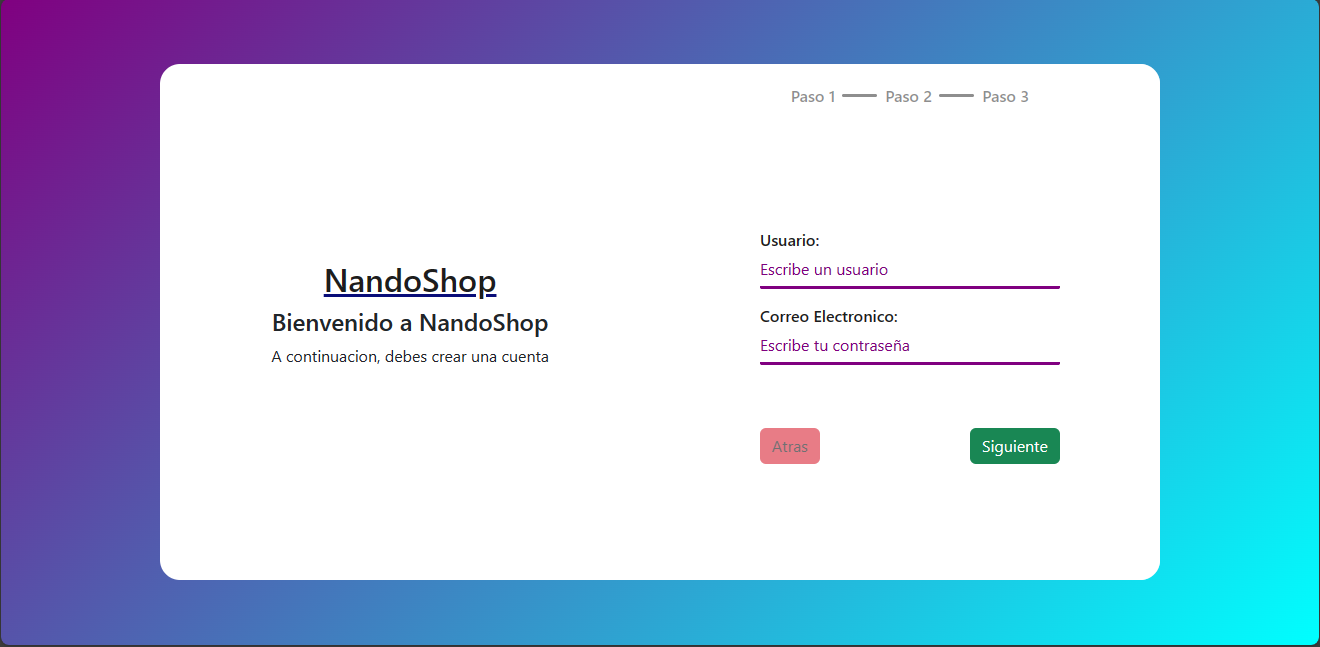 Paso 1 Paso 2 Paso 3
NandoShop
Bienvenido a NandoShop
A continuacion, debes crear una cuenta
Usuario:
Escribe un usuario
Correo Electronico:
Escribe tu contraseña
Atras Siguiente